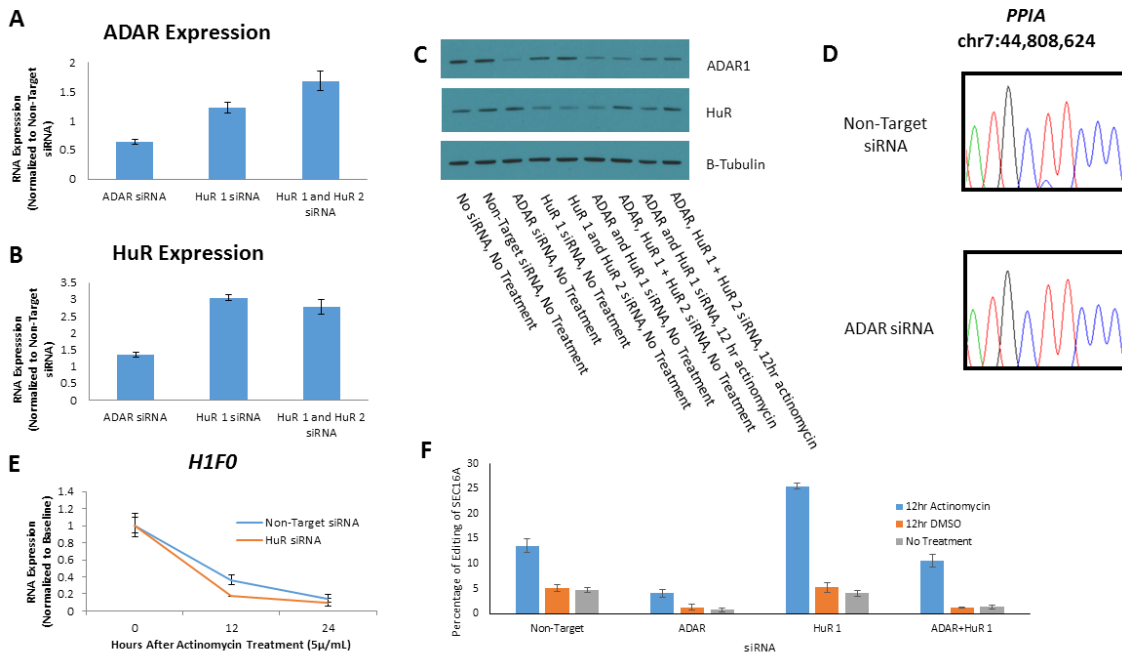 A
ADAR Expression
RNA Expresssion
(Normalized to Non-Target
siRNA)
2
1.5
1
0.5
0
ADAR siRNA
HuR 1 siRNA
HuR 1 and HuR 2
siRNA
B
HuR Expression
RNA Expresssion
(Normalized to Non-Target
siRNA)
3.5
3
2.5
2
1.5
1
0.5
0
ADAR siRNA
HuR 1 siRNA
HuR 1 and HuR 2
siRNA
C
ADAR1
HuR
B-Tubulin
No siRNA, No Treatment
Non-Target siRNA, No Treatment
ADAR siRNA, No Treatment
HuR 1 siRNA, No Treatment
HuR 1 and HuR 2 siRNA, No Treatment
ADAR and HuR 1 siRNA, No Treatment
ADAR, HuR 1 + HuR 2 siRNA, No Treatment
ADAR and HuR 1 siRNA, 12 hr actinomycin
ADAR, HuR 1 + HuR 2 siRNA, 12hr actinomycin
D
PPIA
chr7:44,808,624
Non-Target
siRNA
ADAR siRNA
E
H1F0
RNA Expression
(Normalized to Baseline)
1.4
1.2
1
0.8
0.6
0.4
0.2
0
Non-Target siRNA
HuR siRNA
0
12
24
Hours After Actinomycin Treatment (5μ/mL)
F
Percentage of Editing of SEC16A
30
25
20
15
10
5
0
12hr Actinomycin
12hr DMSO
No Treatment
Non-Target
ADAR
HuR 1
ADAR+HuR 1
siRNA